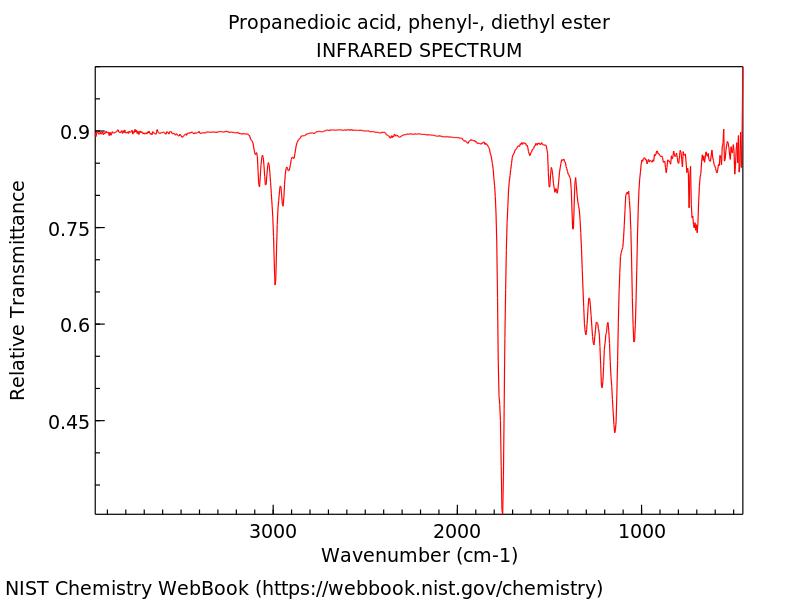 Propanedioic acid, phenyl-, diethyl ester
INFRARED SPECTRUM
0.9
0.75
0.6
0.45
Relative Transmittance
3000 2000 1000
Wavenumber (cm-1)
NIST Chemistry WebBook (https://webbook.nist.gov/chemistry)